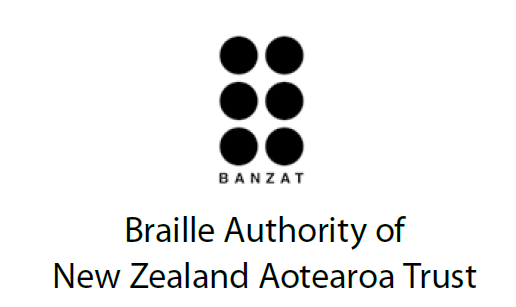 BANZAT
Braille Authority of
New Zealand Aotearoa Trust